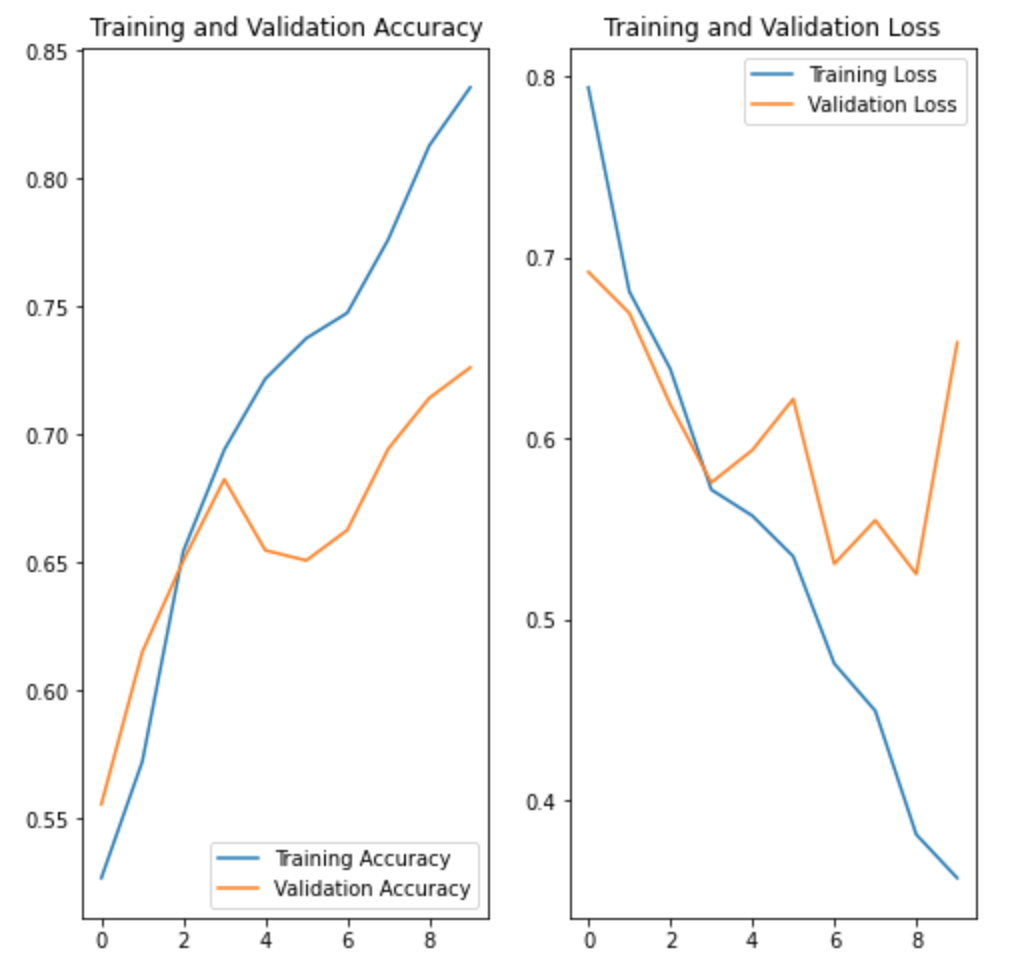 Training and Validation Accuracy
0.85
0.80
0.75
0.70
0.65
0.60
0.55
Training Accuracy
Validation Accuracy
0 2 4 6 8
Training and Validation Loss
Training Loss
Validation Loss
0.8
0.7
0.6
0.5
0.4
0 2 4 6 8